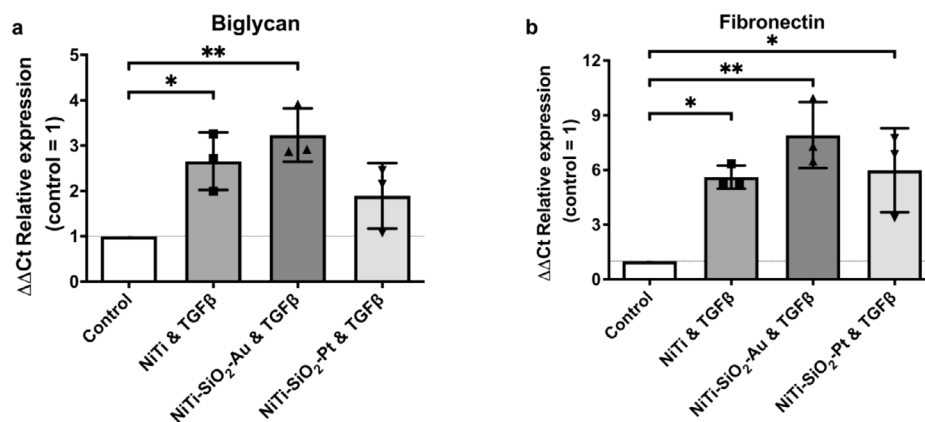 a
Biglycan
ΔΔCt Relative expression
(control = 1)
5
4
3
2
1
0
*
**
Control
NiTi & TGFβ
NiTi-SiO₂-Au & TGFβ
NiTi-SiO₂-Pt & TGFβ
b
Fibronectin
ΔΔCt Relative expression
(control = 1)
12
9
6
3
0
*
**
*
Control
NiTi & TGFβ
NiTi-SiO₂-Au & TGFβ
NiTi-SiO₂-Pt & TGFβ